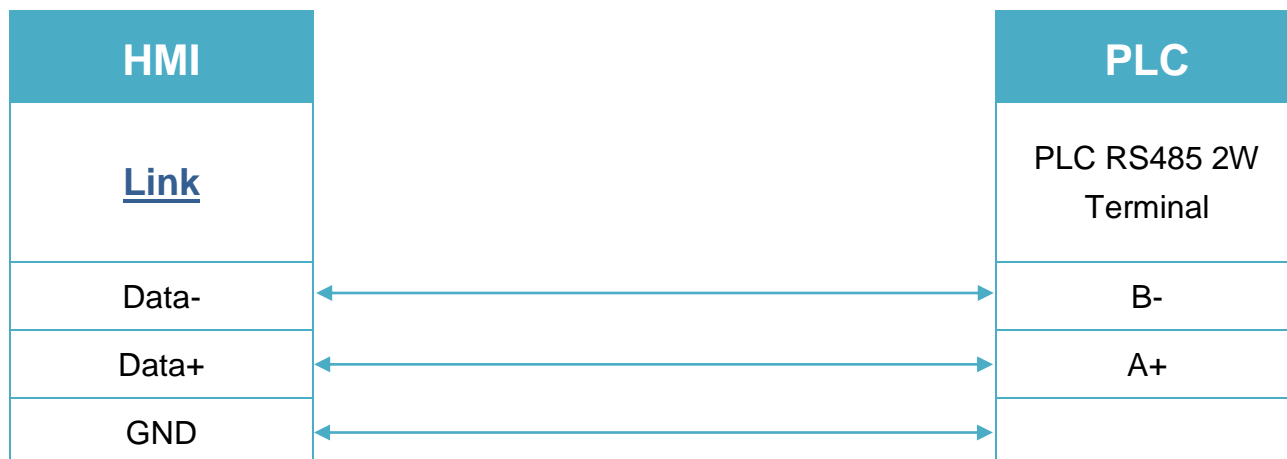 HMI
PLC
Link
PLC RS485 2W
Terminal
Data-
B-
Data+
A+
GND